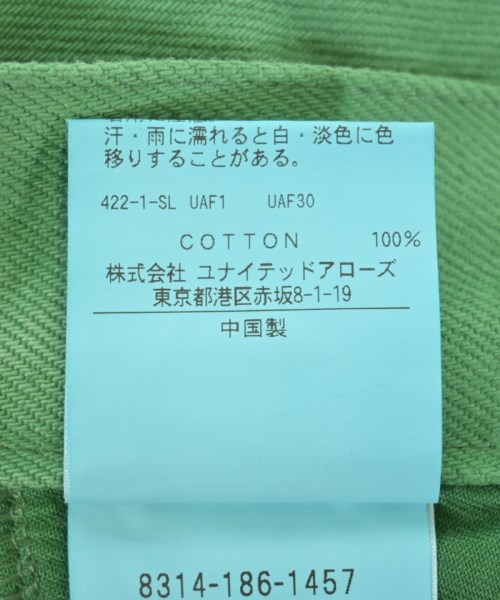 汗・雨に濡れると白・淡色に色
移りすることがある。
422-1-SL UAF1 UAF30
COTTON 100%
株式会社 ユナイテッドアローズ
東京都港区赤坂8-1-19
中国製
8314-186-1457